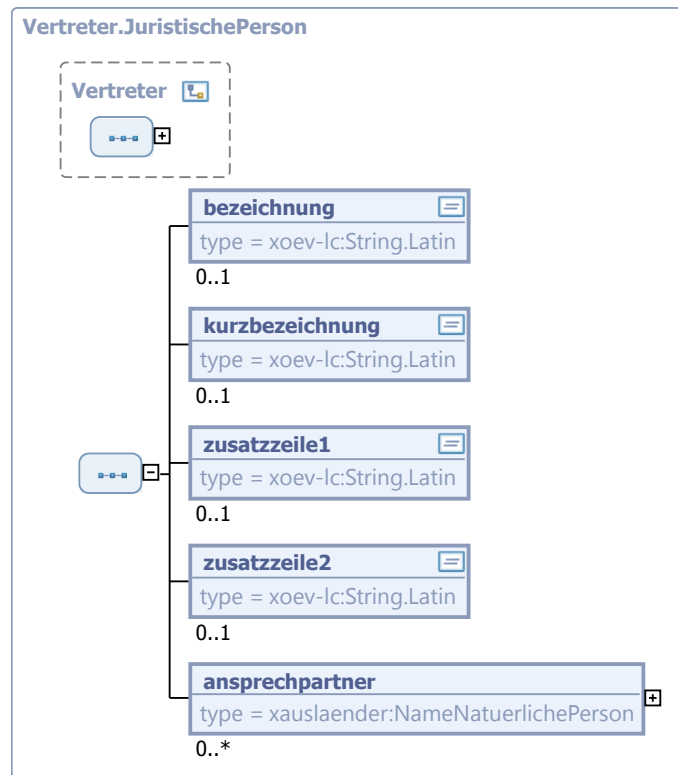 Vertreter.JuristischePerson
Vertreter
bezeichnung
type = xoev-lc:String.Latin
0..1
kurzbezeichnung
type = xoev-lc:String.Latin
0..1
zusatzzeile1
type = xoev-lc:String.Latin
0..1
zusatzzeile2
type = xoev-lc:String.Latin
0..1
ansprechpartner
type = xauslaender:NameNatuerlichePerson
0..*